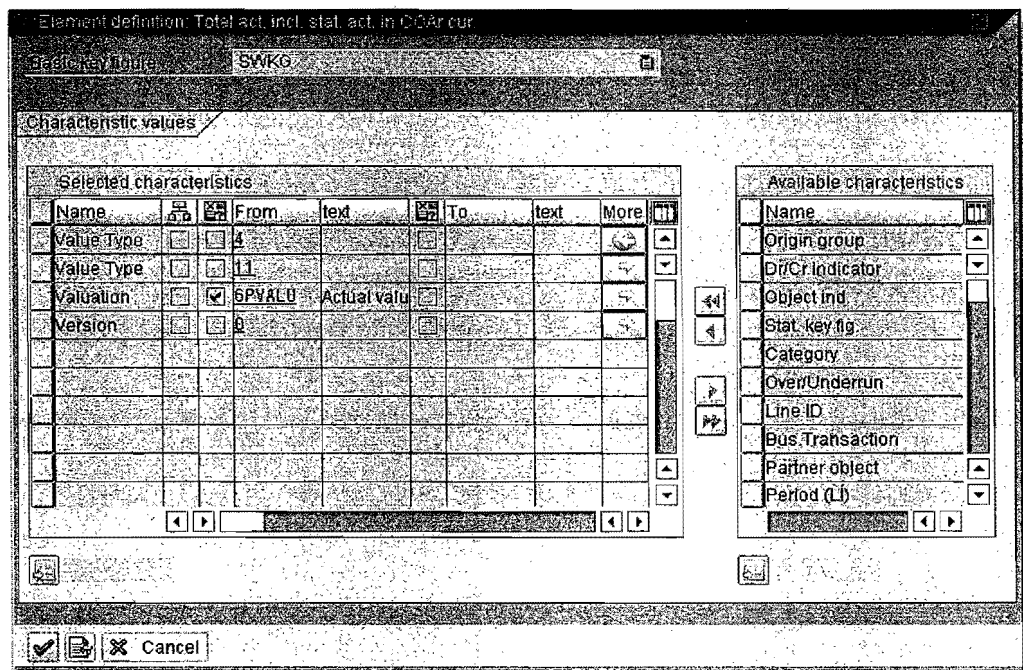 Element definition: Total act. incl. stat. act. in COAr cur.
Basic key figure SWKG
Characteristic values
Selected characteristics
Name From text To text More
Value Type 4
Value Type 11
Valuation 6PVALU Actual valu
Version 0
Available characteristics
Name
Origin group
Dr/Cr indicator
Object ind
Stat. key fig.
Category
Over/Underrun
Line ID
Bus.Transaction
Partner object
Period (LI)
Cancel